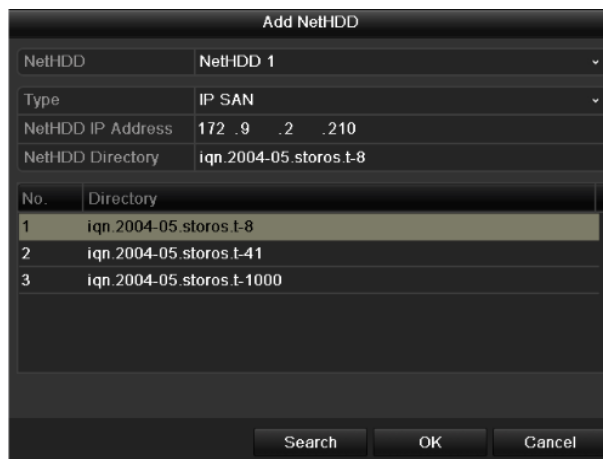 Add NetHDD
NetHDD NetHDD 1
Type IP SAN
NetHDD IP Address 172 .9 .2 .210
NetHDD Directory iqn.2004-05.storos.t-8
No. Directory
1 iqn.2004-05.storos.t-8
2 iqn.2004-05.storos.t-41
3 iqn.2004-05.storos.t-1000
Search OK Cancel